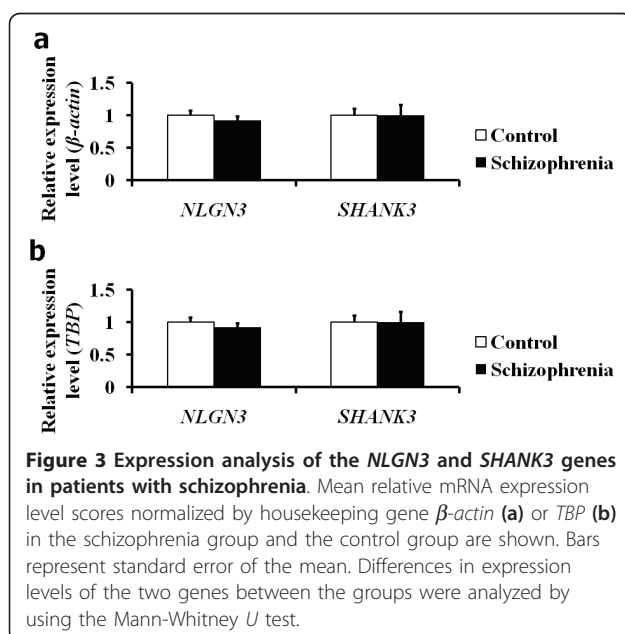 a
Relative expression
level (β-actin)
1.5
1
0.5
0
NLGN3
SHANK3
Control
Schizophrenia
b
Relative expression
level (TBP)
1.5
1
0.5
0
NLGN3
SHANK3
Control
Schizophrenia
Figure 3 Expression analysis of the NLGN3 and SHANK3 genes
in patients with schizophrenia. Mean relative mRNA expression
level scores normalized by housekeeping gene β-actin (a) or TBP (b)
in the schizophrenia group and the control group are shown. Bars
represent standard error of the mean. Differences in expression
levels of the two genes between the groups were analyzed by
using the Mann-Whitney U test.